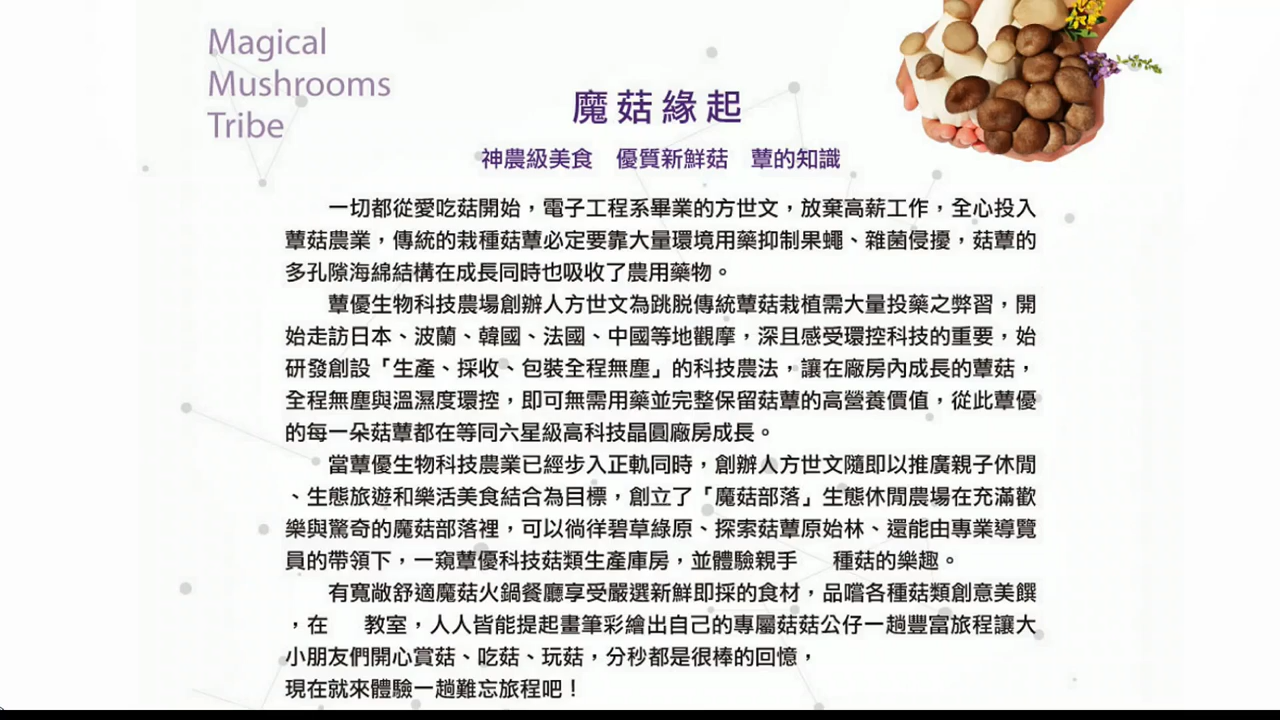 Magical
Mushrooms
Tribe
魔菇緣起
神農級美食　優質新鮮菇　蕈的知識
一切都從愛吃菇開始，電子工程系畢業的方世文，放棄高薪工作，全心投入
蕈菇農業，傳統的栽種菇蕈必定要靠大量環境用藥抑制果蠅、雜菌侵擾，菇蕈的
多孔隙海綿結構在成長同時也吸收了農用藥物。
蕈優生物科技農場創辦人方世文為跳脫傳統蕈菇栽植需大量投藥之弊習，開
始走訪日本、波蘭、韓國、法國、中國等地觀摩，深且感受環控科技的重要，始
研發創設「生產、採收、包裝全程無塵」的科技農法，讓在廠房內成長的蕈菇，
全程無塵與溫濕度環控，即可無需用藥並完整保留菇蕈的高營養價值，從此蕈優
的每一朵菇蕈都在等同六星級高科技晶圓廠房成長。
當蕈優生物科技農業已經步入正軌同時，創辦人方世文隨即以推廣親子休閒
、生態旅遊和樂活美食結合為目標，創立了「魔菇部落」生態休閒農場在充滿歡
樂與驚奇的魔菇部落裡，可以徜徉碧草綠原、探索菇蕈原始林、還能由專業導覽
員的帶領下，一窺蕈優科技菇類生產庫房，並體驗親手　種菇的樂趣。
有寬敞舒適魔菇火鍋餐廳享受嚴選新鮮即採的食材，品嚐各種菇類創意美饌
，在　教室，人人皆能提起畫筆彩繪出自己的專屬菇菇公仔一趟豐富旅程讓大
小朋友們開心賞菇、吃菇、玩菇，分秒都是很棒的回憶，
現在就來體驗一趟難忘旅程吧！